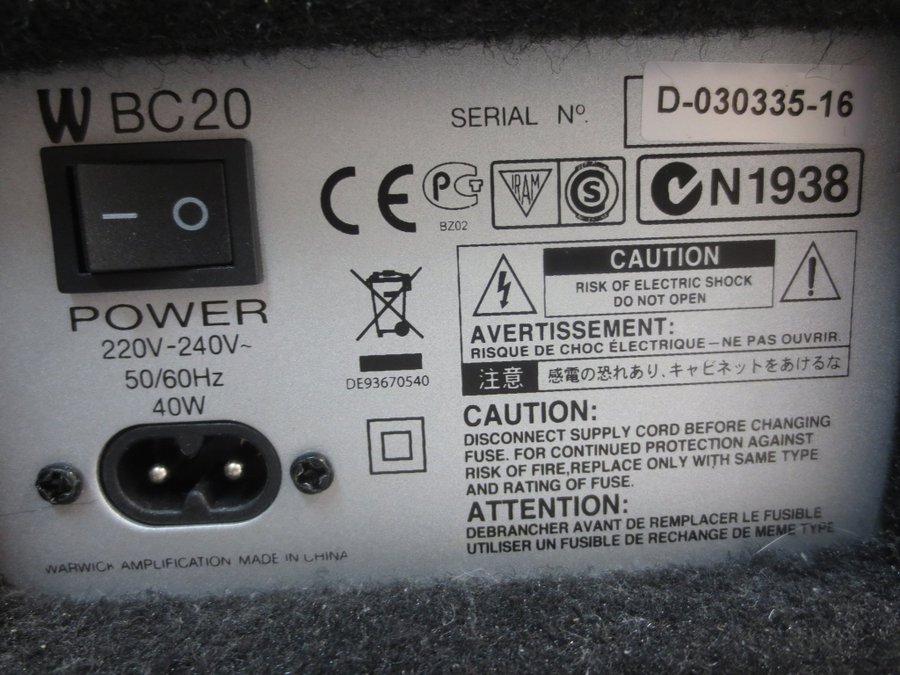 W BC20
SERIAL Nº.
D-030335-16
CE
PCT
BZ02
VRAM
S
N1938
POWER
220V-240V~
50/60Hz
40W
DE93670540
CAUTION
RISK OF ELECTRIC SHOCK
DO NOT OPEN
AVERTISSEMENT:
RISQUE DE CHOC ÉLECTRIQUE—NE PAS OUVRIR.
注意 感電の恐れあり、キャビネットをあけるな
CAUTION:
DISCONNECT SUPPLY CORD BEFORE CHANGING
FUSE. FOR CONTINUED PROTECTION AGAINST
RISK OF FIRE,REPLACE ONLY WITH SAME TYPE
AND RATING OF FUSE.
ATTENTION:
DEBRANCHER AVANT DE REMPLACER LE FUSIBLE
UTILISER UN FUSIBLE DE RECHANGE DE MEME TYPE
WARWICK AMPLIFICATION MADE IN CHINA